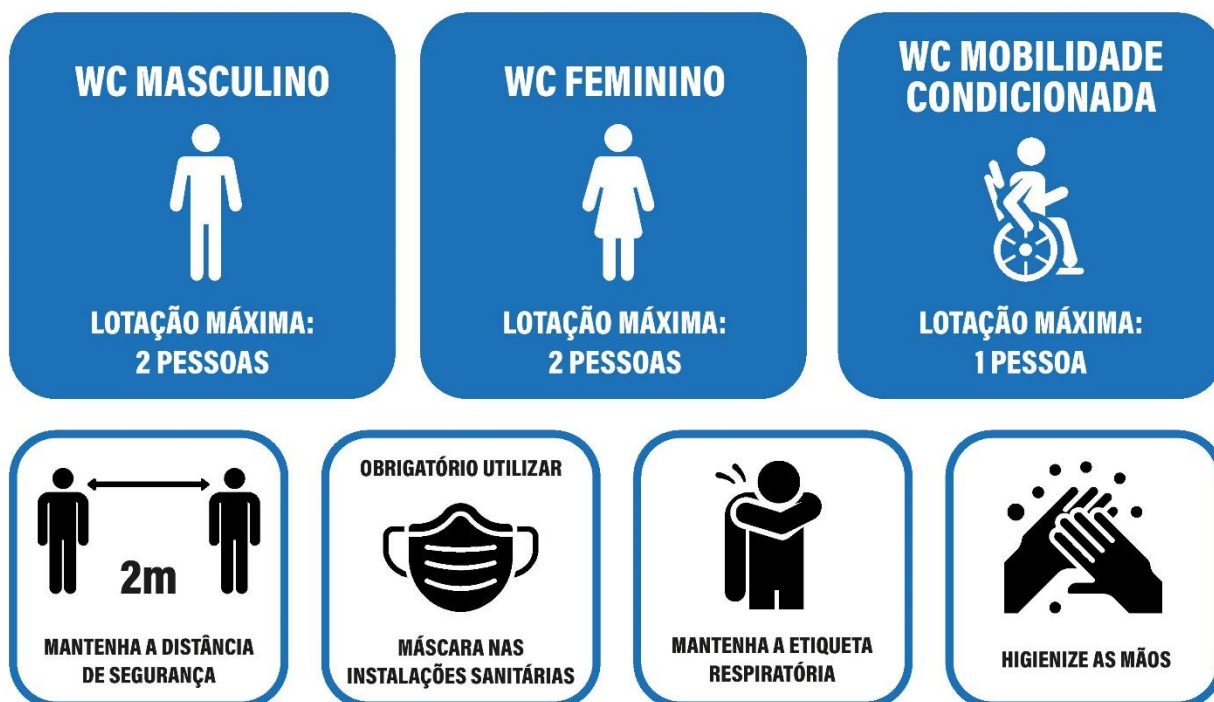 WC MASCULINO
LOTAÇÃO MÁXIMA:
2 PESSOAS
WC FEMININO
LOTAÇÃO MÁXIMA:
2 PESSOAS
WC MOBILIDADE
CONDICIONADA
LOTAÇÃO MÁXIMA:
1 PESSOA
2m
MANTENHA A DISTÂNCIA
DE SEGURANÇA
OBRIGATÓRIO UTILIZAR
MÁSCARA NAS
INSTALAÇÕES SANITÁRIAS
MANTENHA A ETIQUETA
RESPIRATÓRIA
HIGIENIZE AS MÃOS